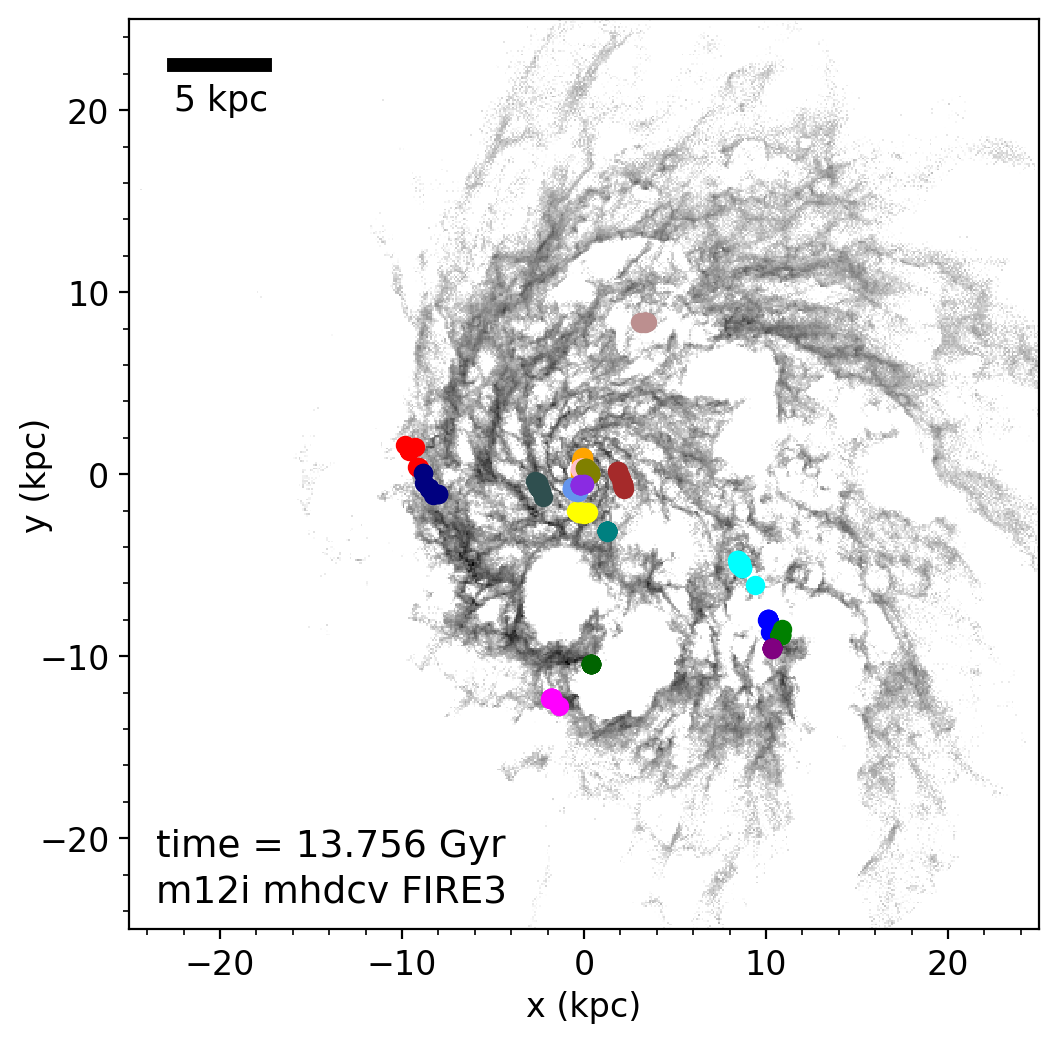 5 kpc
20
10
0
−10
−20
y (kpc)
time = 13.756 Gyr
m12i mhdcv FIRE3
−20 −10 0 10 20
x (kpc)